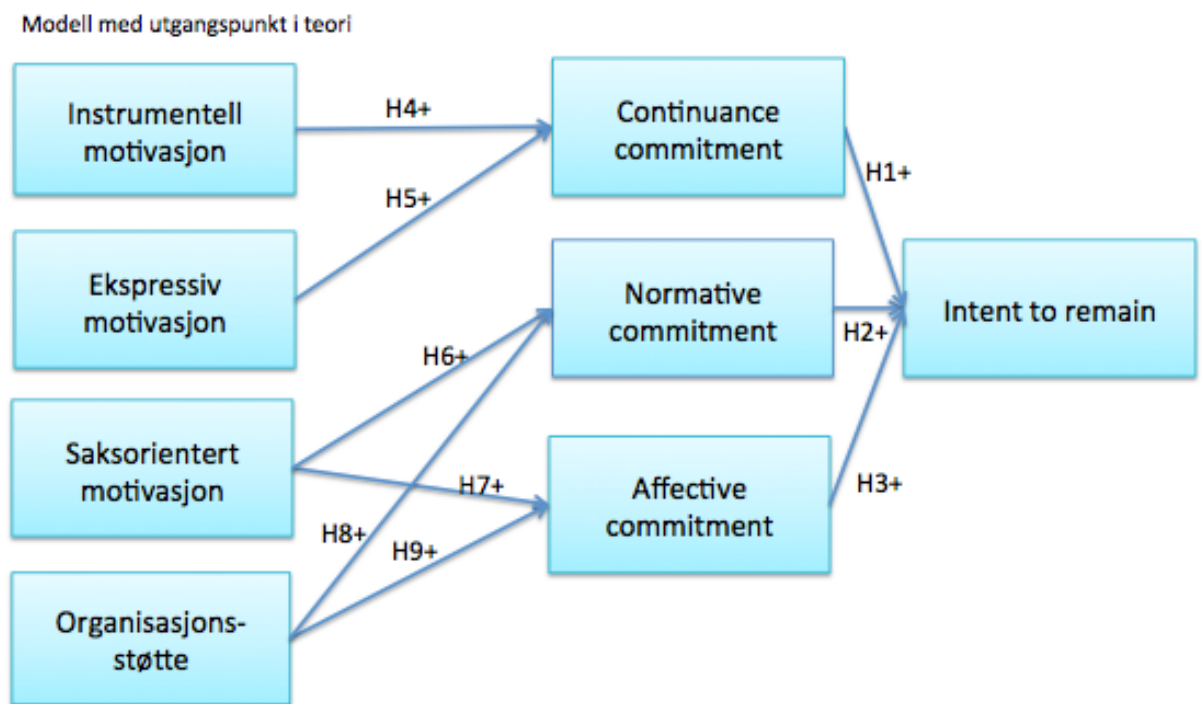 Modell med utgangspunkt i teori
Instrumentell
motivasjon
H4+
Continuance
commitment
H1+
H5+
Ekspressiv
motivasjon
Normative
commitment
H2+
Intent to remain
H6+
Saksorientert
motivasjon
H7+
Affective
commitment
H3+
H8+
H9+
Organisasjons-
støtte